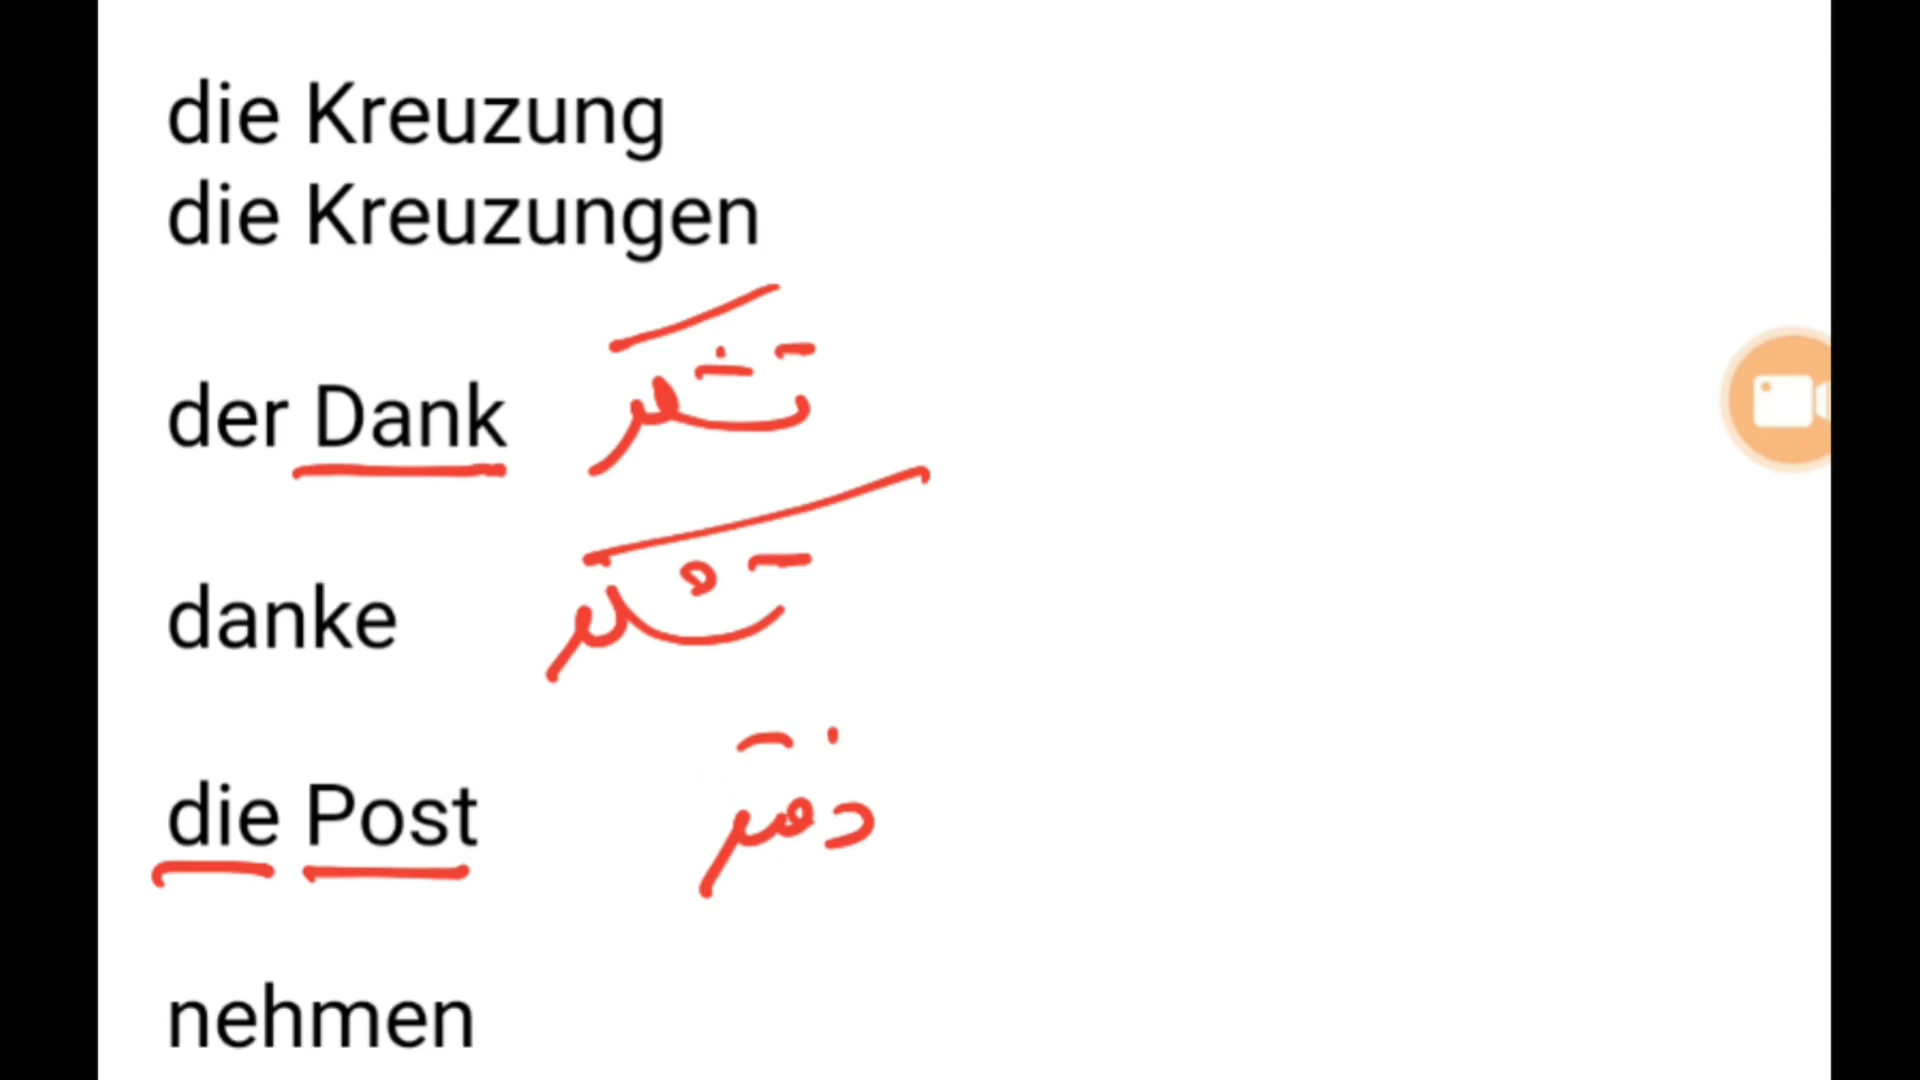 die Kreuzung
die Kreuzungen
der Dank تشکر
danke تشکر
die Post دفتر
nehmen